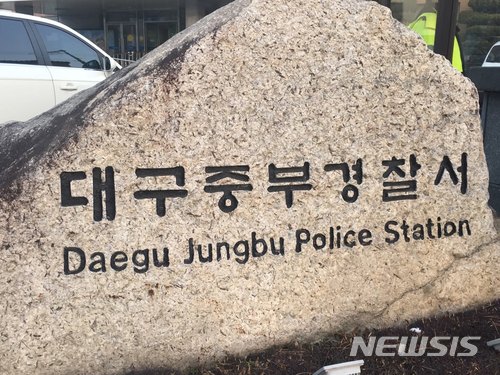 대구중부경찰서
Daegu Jungbu Police Station
NEWSIS